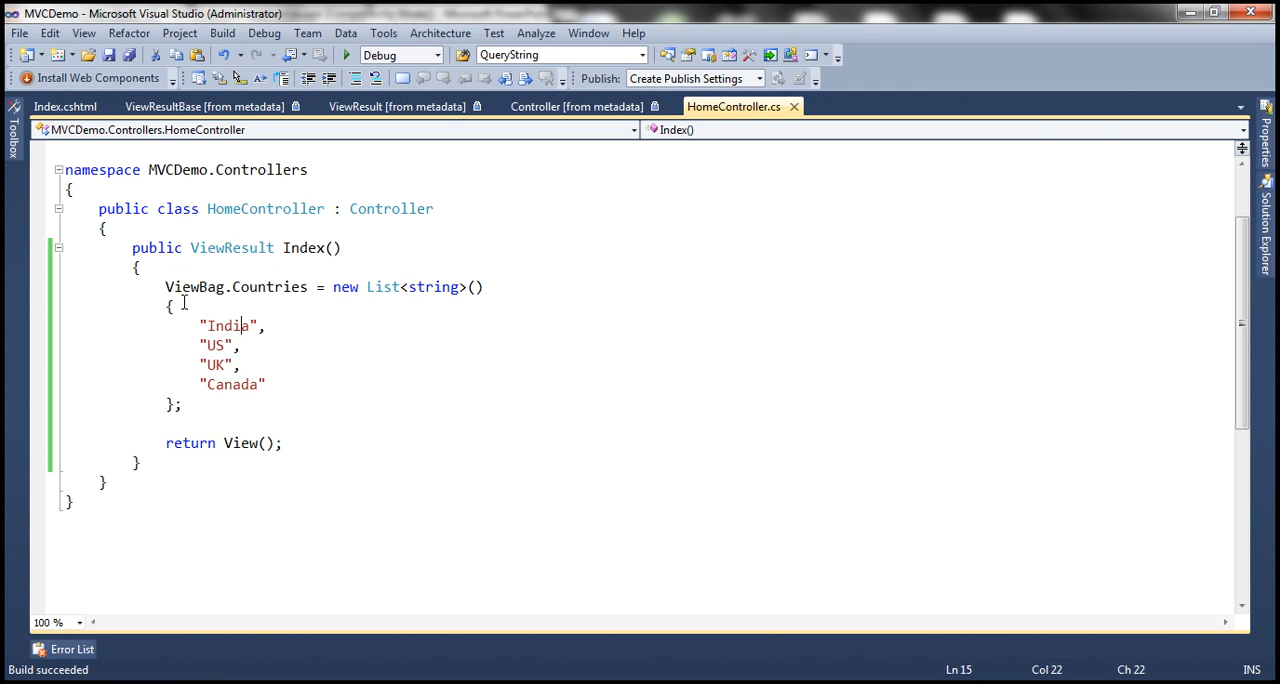 MVCDemo - Microsoft Visual Studio (Administrator)
File Edit View Refactor Project Build Debug Team Data Tools Architecture Test Analyze Window Help
Debug QueryString
Install Web Components Publish: Create Publish Settings
Index.cshtml ViewResultBase [from metadata] ViewResult [from metadata] Controller [from metadata] HomeController.cs
MVCDemo.Controllers.HomeController Index()
Toolbox
Properties
Solution Explorer
namespace MVCDemo.Controllers
{
public class HomeController : Controller
{
public ViewResult Index()
{
ViewBag.Countries = new List<string>()
{
"India",
"US",
"UK",
"Canada"
};
return View();
}
}
}
100 %
Error List
Build succeeded Ln 15 Col 22 Ch 22 INS